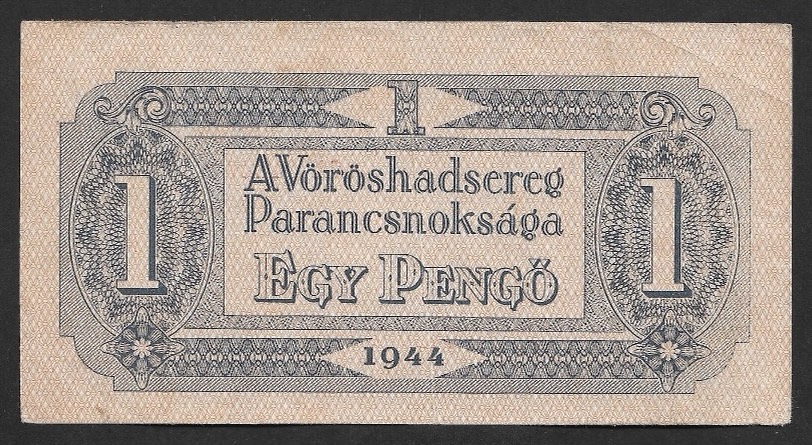 1
A Vöröshadsereg
Parancsnoksága
EGY PENGŐ
1 1
1944